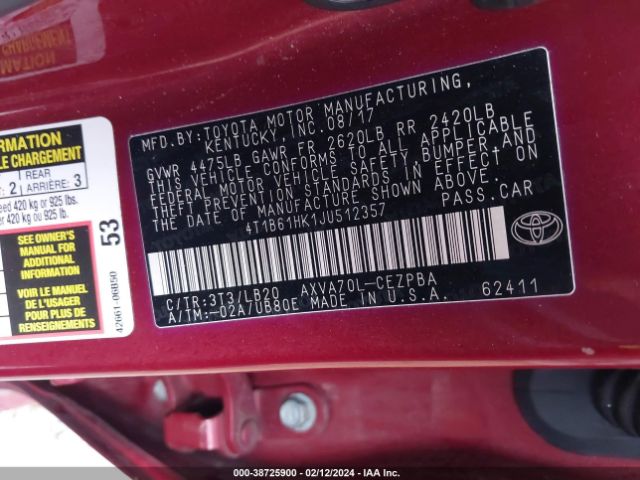 MFD.BY:TOYOTA MOTOR MANUFACTURING,
KENTUCKY, INC. 08/17
GVWR 4475LB GAWR FR 2620LB RR 2420LB
THIS VEHICLE CONFORMS TO ALL APPLICABLE
FEDERAL MOTOR VEHICLE SAFETY, BUMPER, AND
THEFT PREVENTION STANDARDS IN EFFECT ON
THE DATE OF MANUFACTURE SHOWN ABOVE.
4T1B61HK1JU512357 PASS.CAR
C/TR:3T3/LB20 AXVA70L-CEZPBA
A/TM:-02A/UB80E MADE IN U.S.A. 62411
ORMATION
LE CHARGEMENT
REAR
2 ARRIÈRE: 3
eed 420 kg or 925 lbs.
r 420 kg ou 925 lb.
SEE OWNER'S
MANUAL FOR
ADDITIONAL
INFORMATION
VOIR LE MANUEL
DE L'USAGER
POUR PLUS DE
RENSEIGNEMENTS
53
42661-06B50
000-38725900 - 02/12/2024 - IAAI.COM